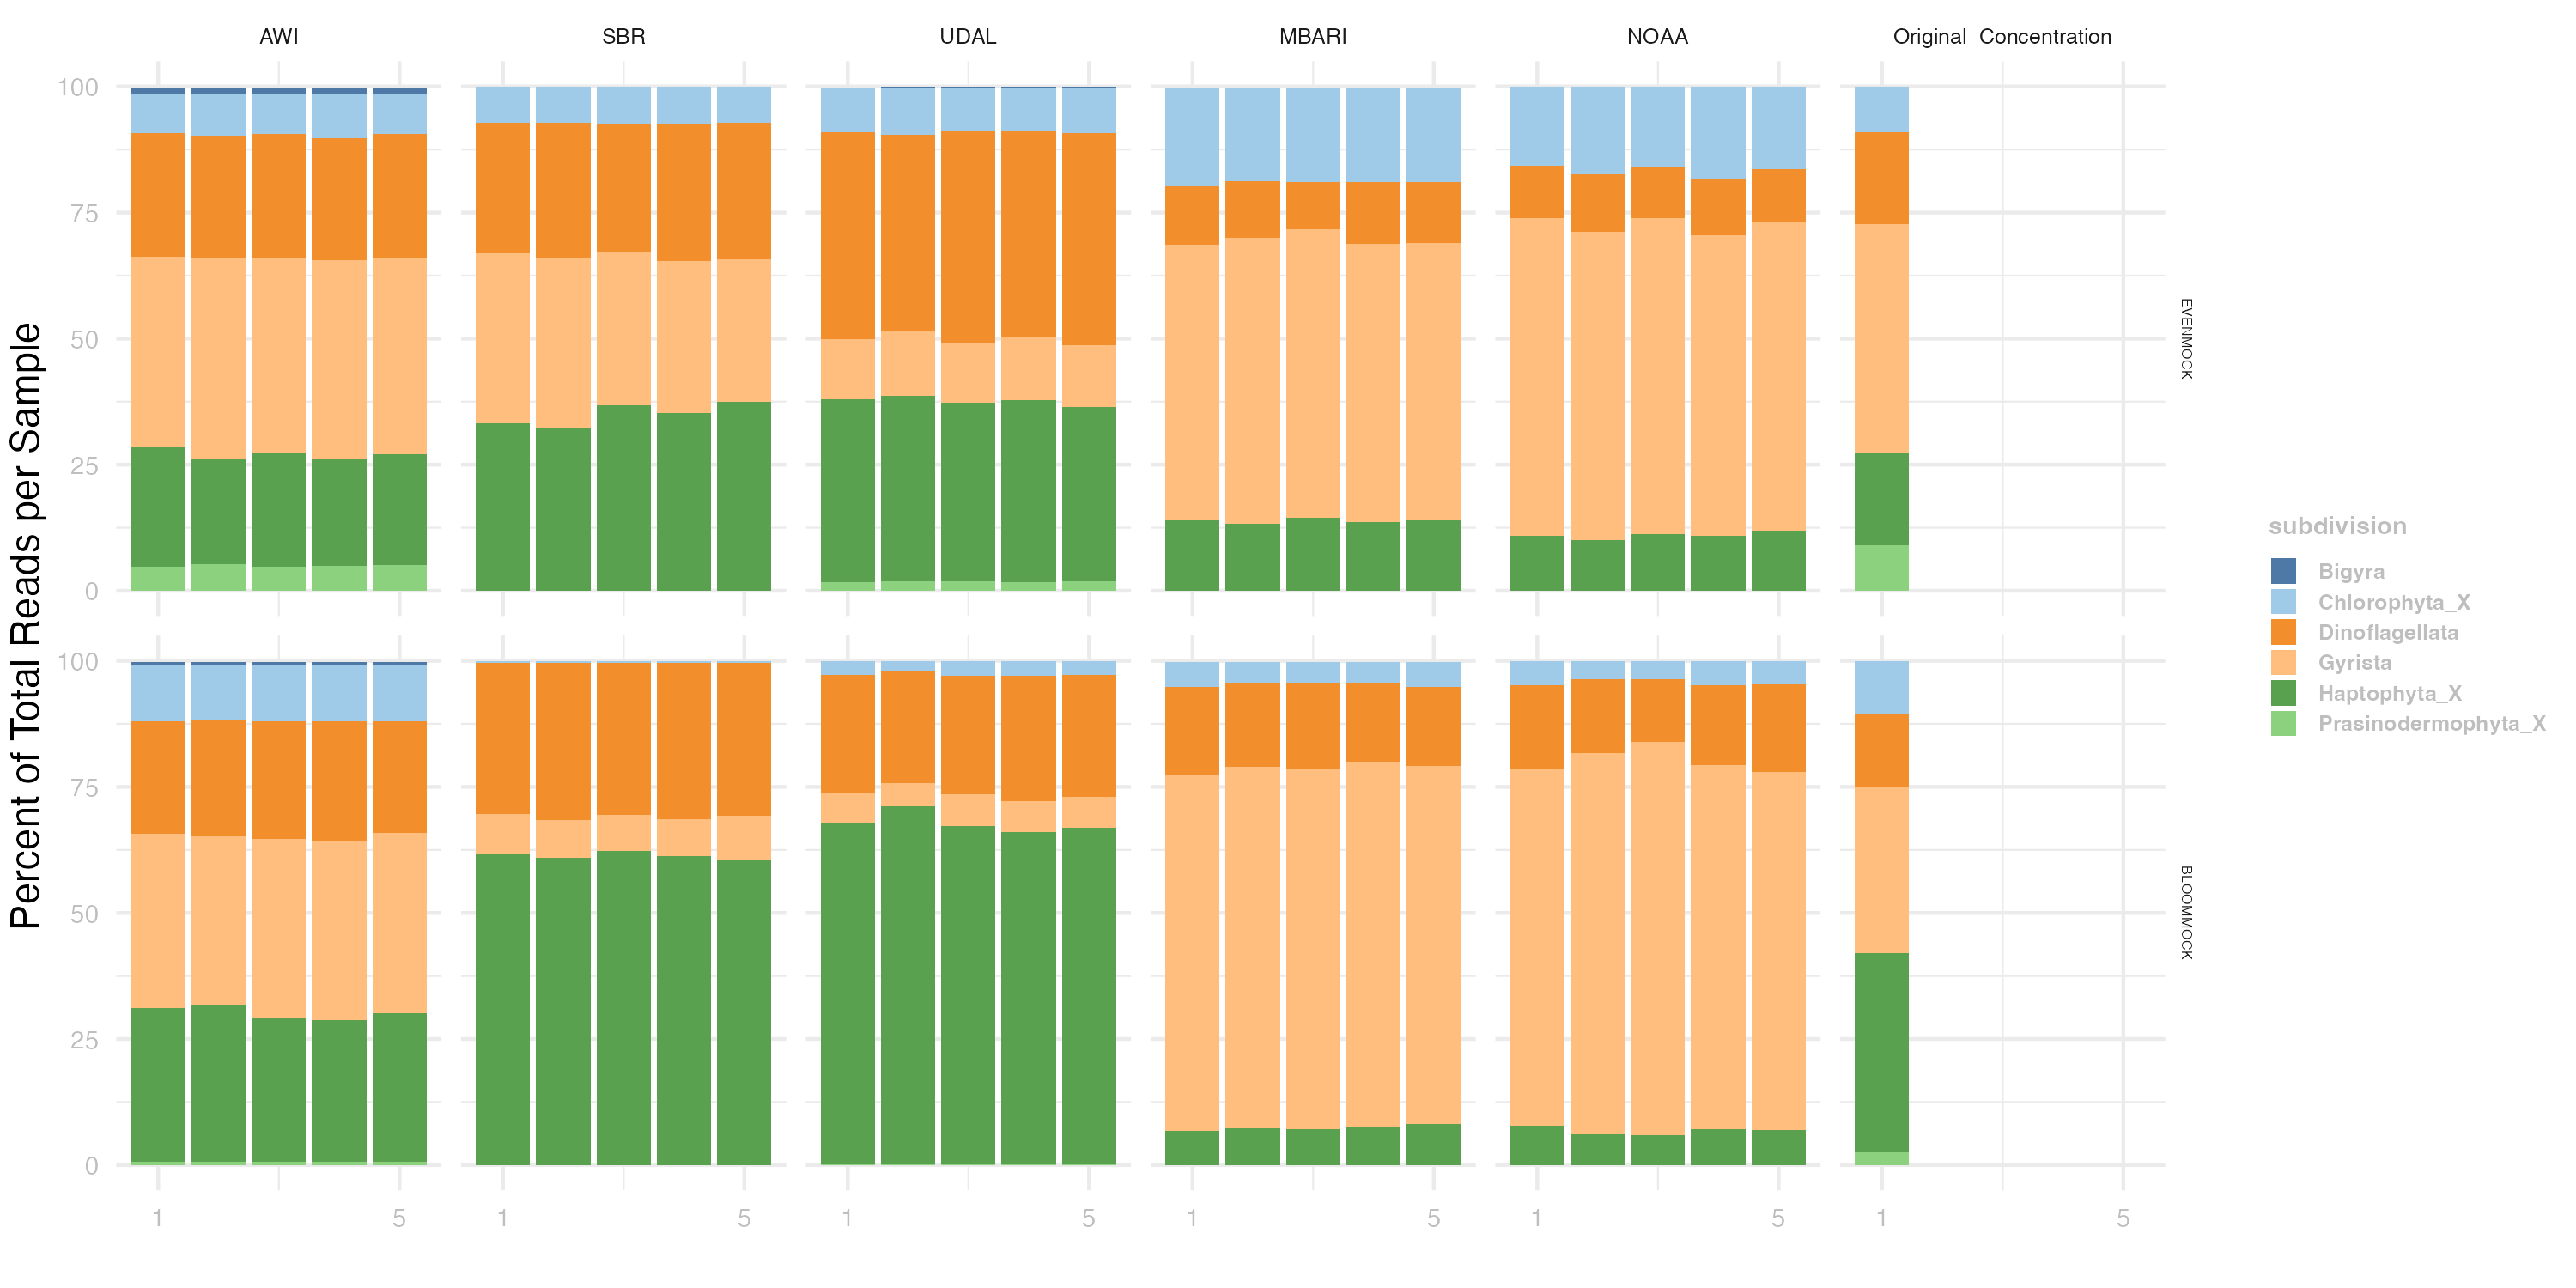 AWI SBR UDAL MBARI NOAA Original_Concentration
Percent of Total Reads per Sample
100
75
50
25
0
EVENMOCK
100
75
50
25
0
BLOOMMOCK
1 5 1 5 1 5 1 5 1 5 1 5
subdivision
Bigyra
Chlorophyta_X
Dinoflagellata
Gyrista
Haptophyta_X
Prasinodermophyta_X